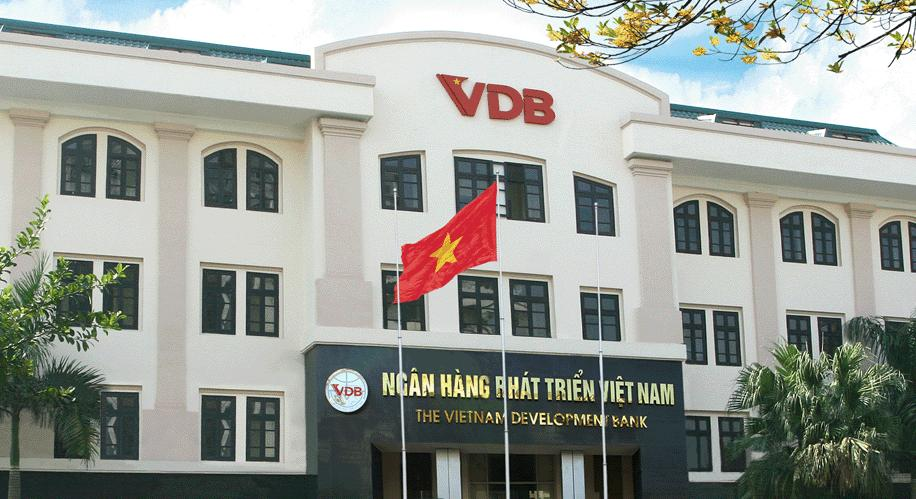 VDB
VDB
NGÂN HÀNG PHÁT TRIỂN VIỆT NAM
THE VIETNAM DEVELOPMENT BANK